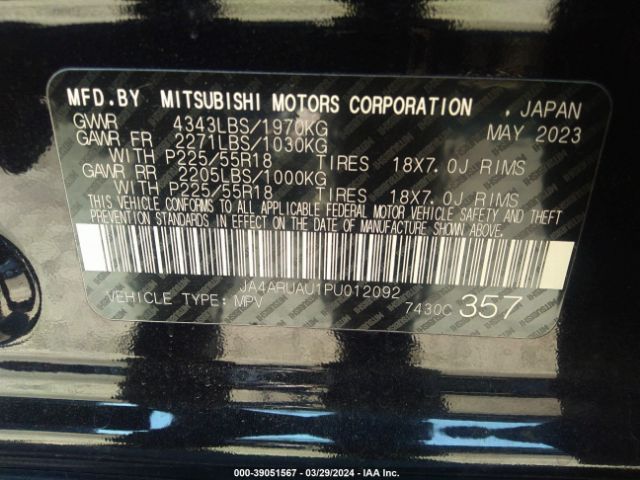 MFD.BY MITSUBISHI MOTORS CORPORATION , JAPAN
GVWR 4343LBS/1970KG MAY 2023
GAWR FR 2271LBS/1030KG
WITH P225/55R18 TIRES 18X7.0J RIMS
GAWR RR 2205LBS/1000KG
WITH P225/55R18 TIRES 18X7.0J RIMS
THIS VEHICLE CONFORMS TO ALL APPLICABLE FEDERAL MOTOR VEHICLE SAFETY AND THEFT
PREVENTION STANDARDS IN EFFECT ON THE DATE OF MANUFACTURE SHOWN ABOVE.
JA4ARUAU1PU012092
VEHICLE TYPE: MPV 7430C 357
000-39051567 - 03/29/2024 - IAA Inc.